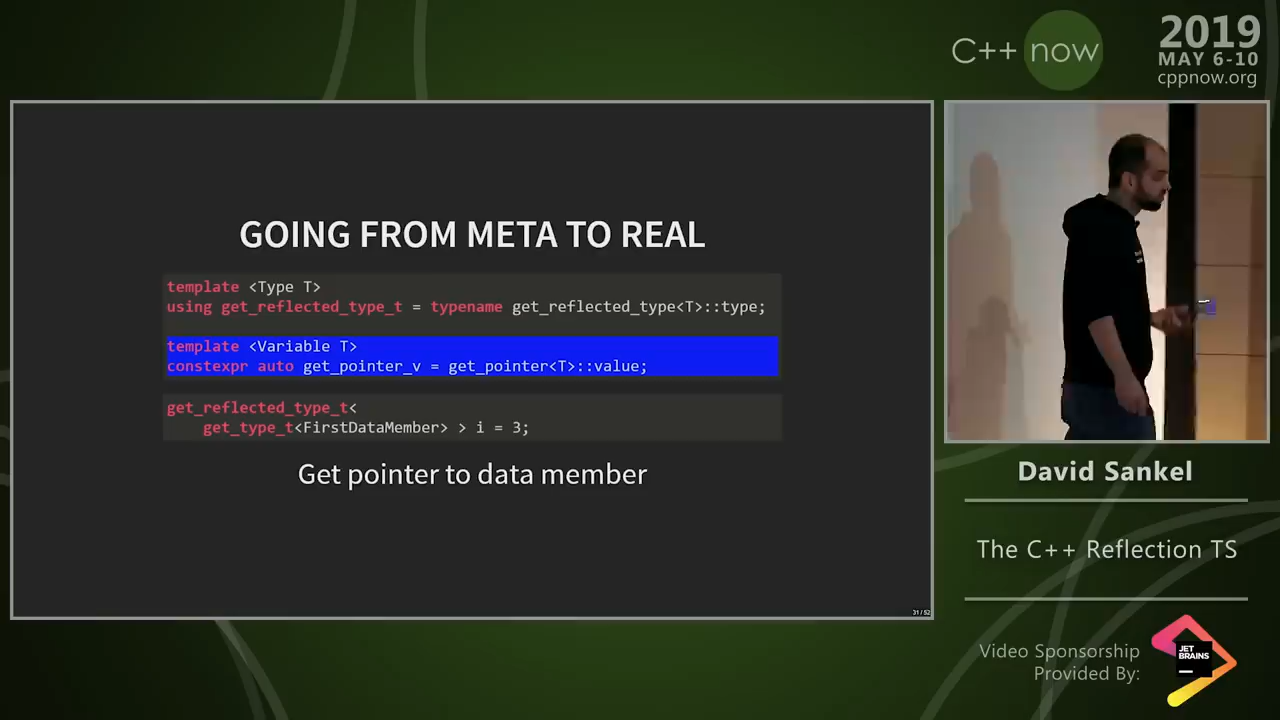 C++ now
2019
MAY 6-10
cppnow.org
GOING FROM META TO REAL
template <Type T>
using get_reflected_type_t = typename get_reflected_type<T>::type;
template <Variable T>
constexpr auto get_pointer_v = get_pointer<T>::value;
get_reflected_type_t<
get_type_t<FirstDataMember> > i = 3;
Get pointer to data member
31 / 52
David Sankel
The C++ Reflection TS
Video Sponsorship
Provided By:
JET
BRAINS